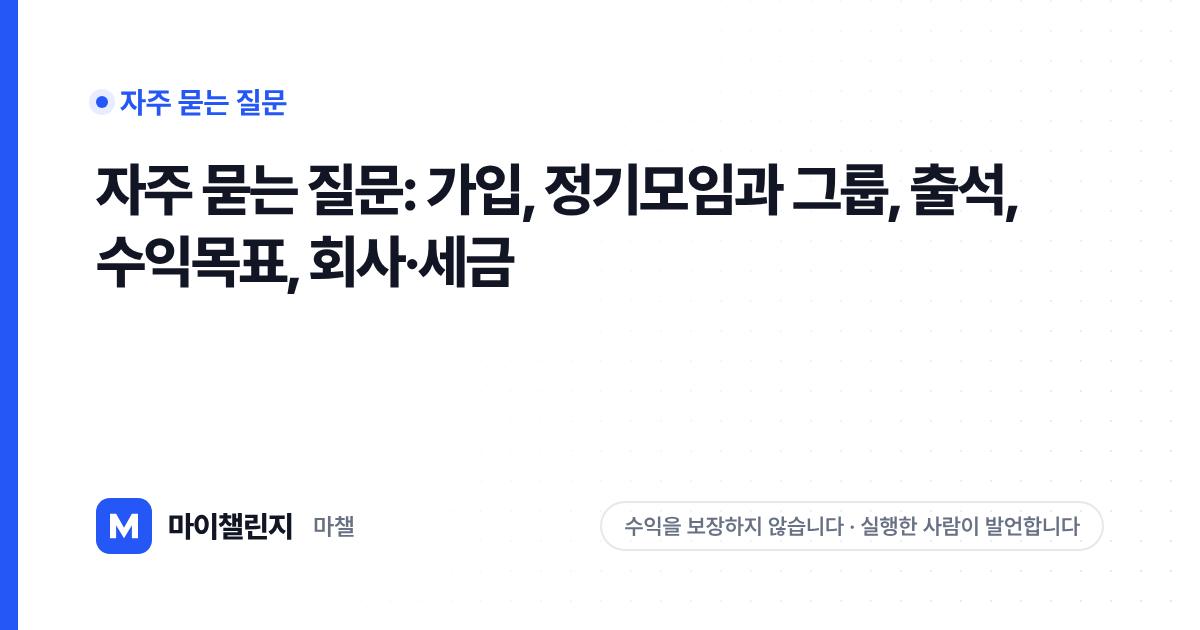 자주 묻는 질문
자주 묻는 질문: 가입, 정기모임과 그룹, 출석,
수익목표, 회사·세금
M 마이챌린지 마챌
수익을 보장하지 않습니다 · 실행한 사람이 발언합니다